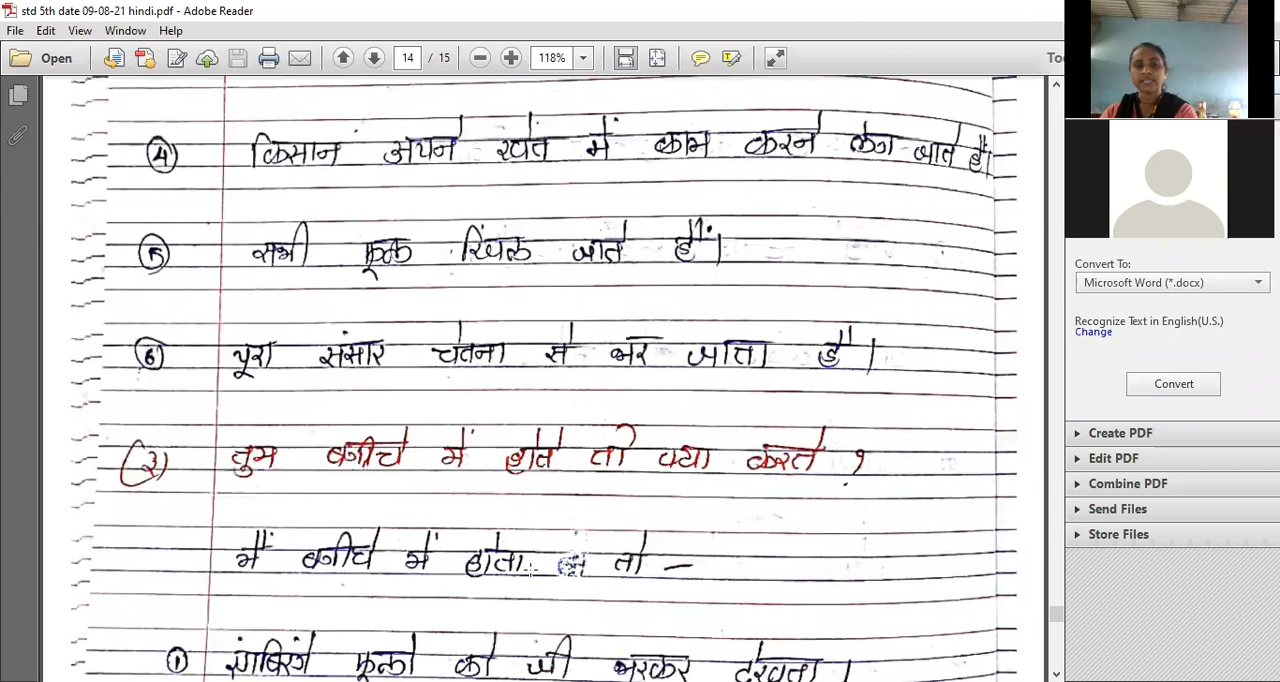 std 5th date 09-08-21 hindi.pdf - Adobe Reader
File Edit View Window Help
Open 14 / 15 118%
④ किसान अपने खेत में काम करने लग जाते हैं।
⑤ सभी फूल खिल जाते हैं।
⑥ पूरा संसार चेतना से भर जाता है।
(३) तुम बगीचे में होते तो क्या करते ?
मैं बगीचे में होता तो –
① फूलों को जी भरकर देखता।
Convert To:
Microsoft Word (*.docx)
Recognize Text in English(U.S.)
Change
Convert
Create PDF
Edit PDF
Combine PDF
Send Files
Store Files